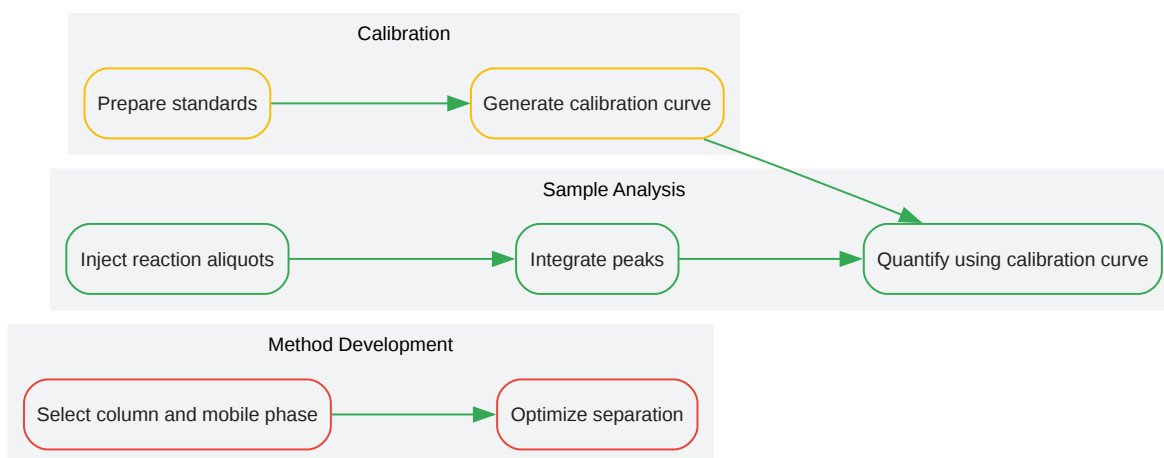 Calibration
Prepare standards
Generate calibration curve
Sample Analysis
Inject reaction aliquots
Integrate peaks
Quantify using calibration curve
Method Development
Select column and mobile phase
Optimize separation